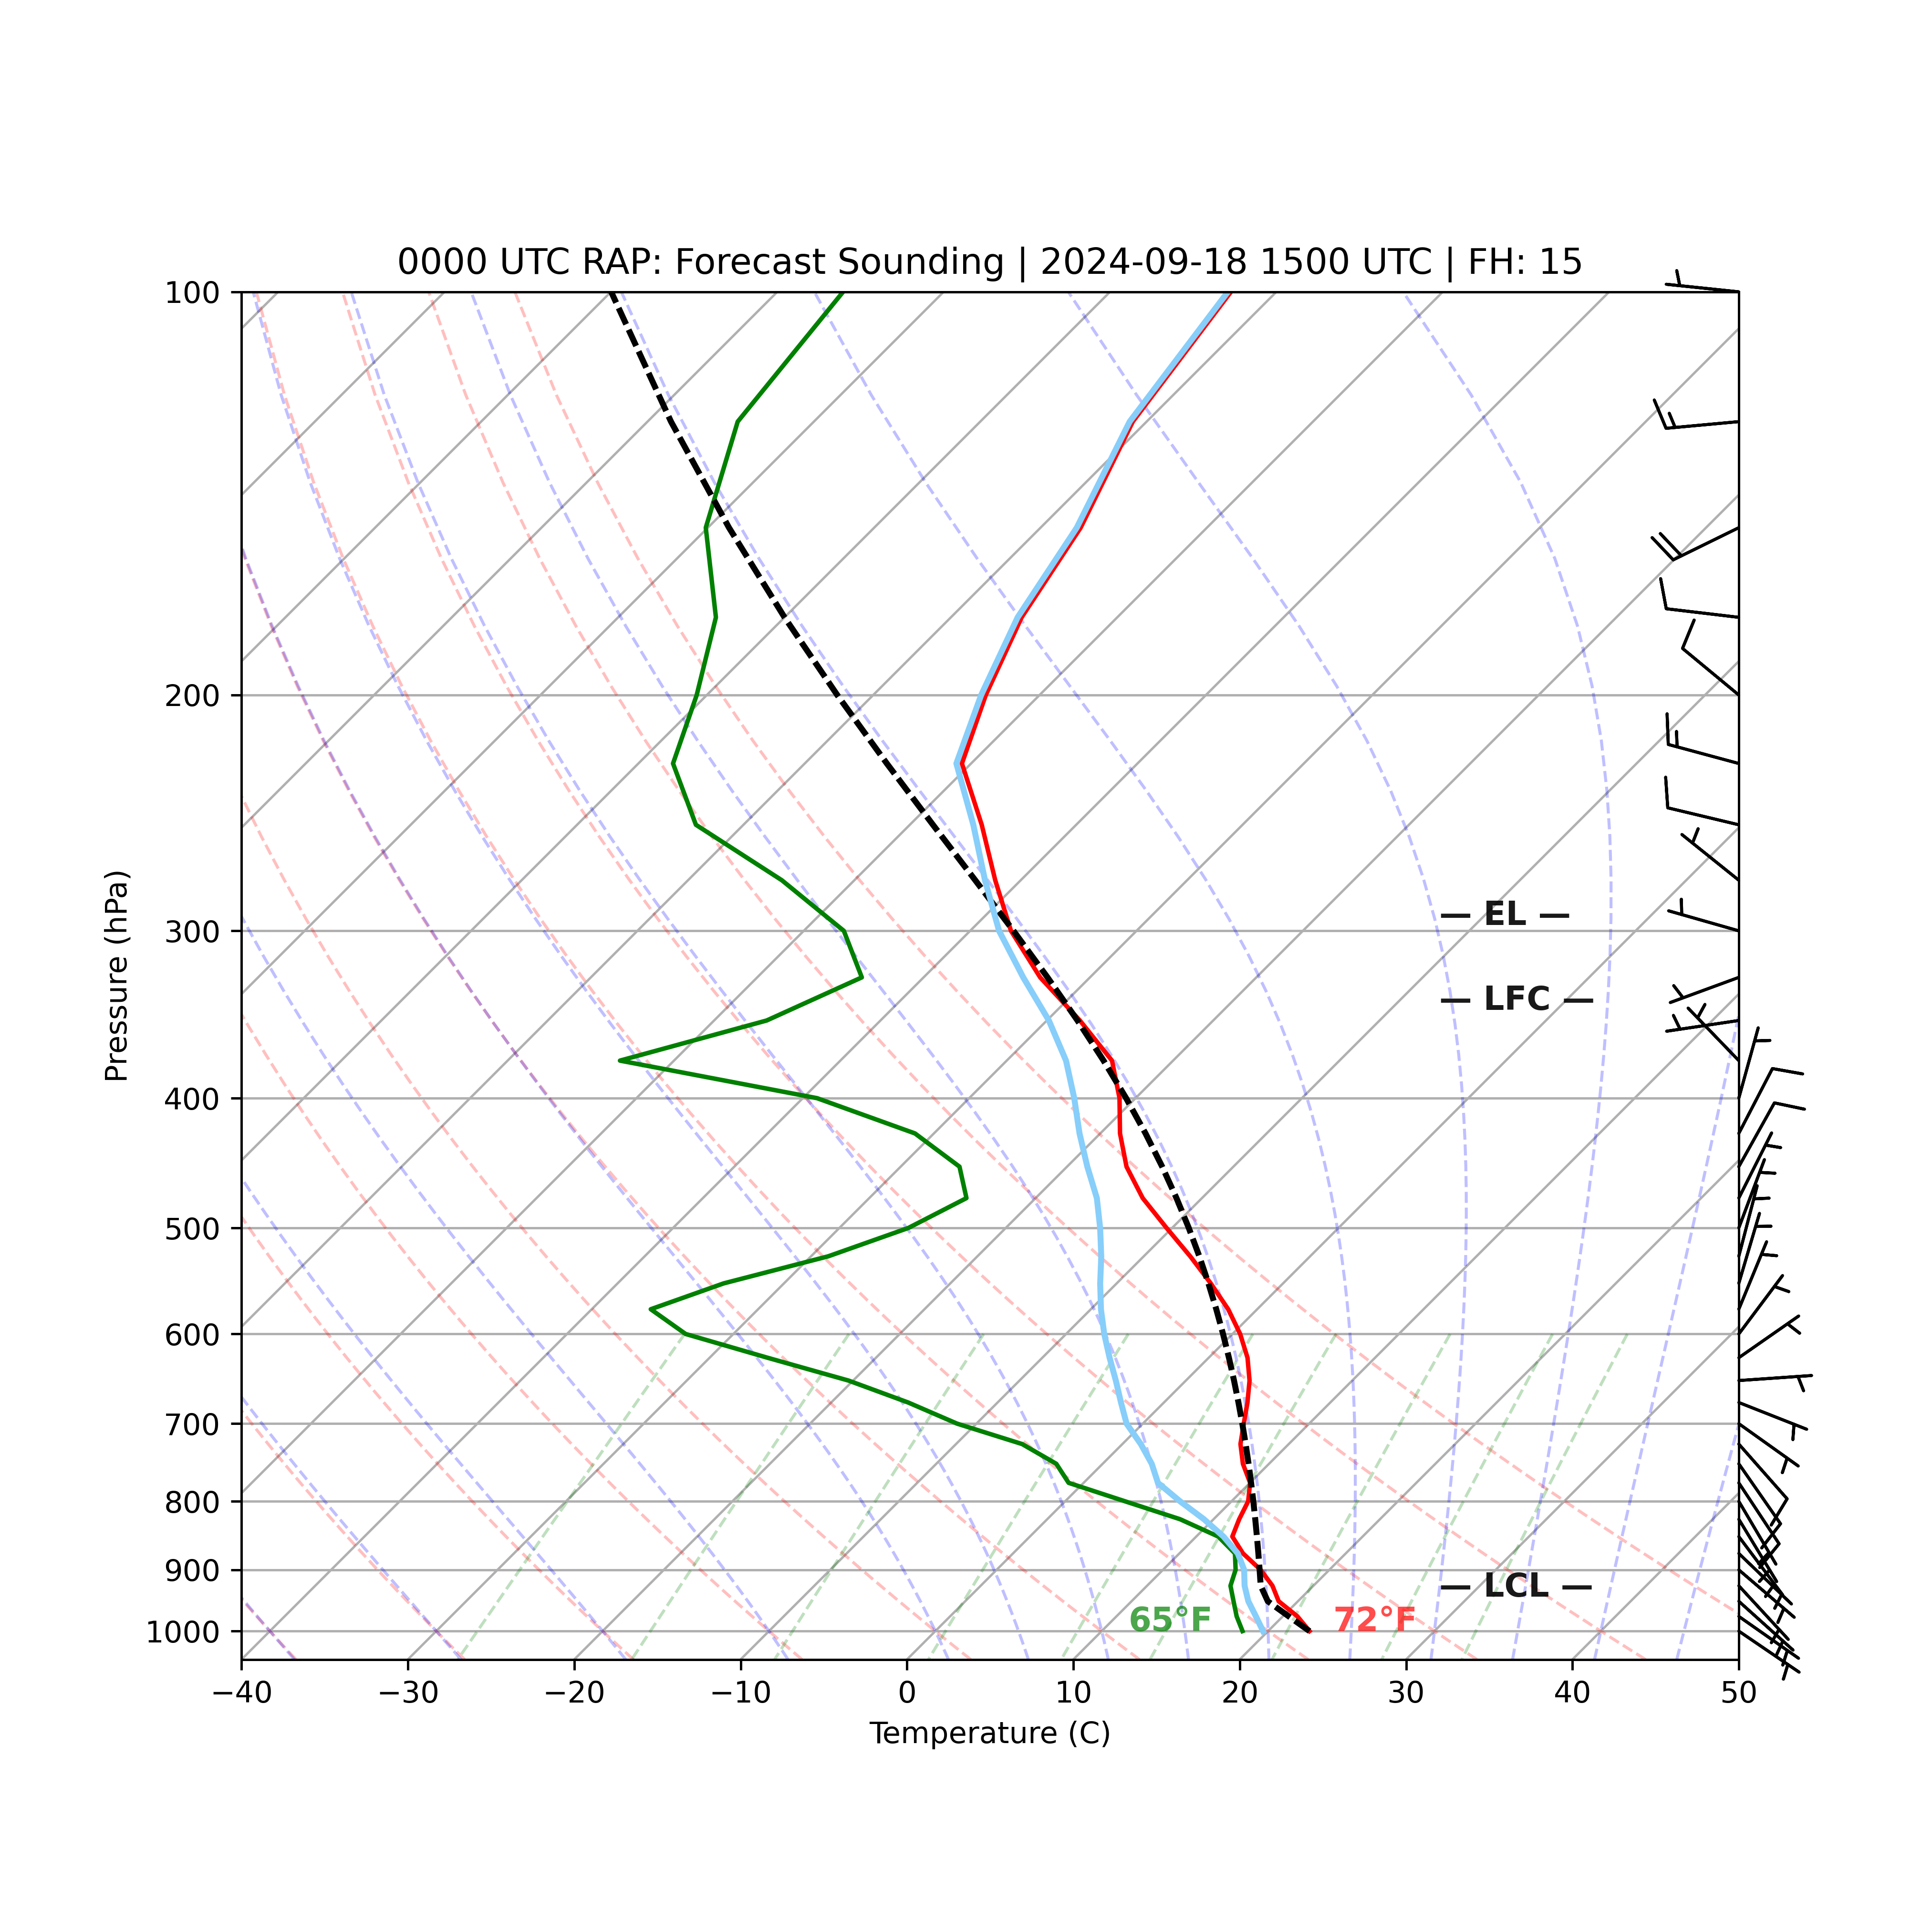 0000 UTC RAP: Forecast Sounding | 2024-09-18 1500 UTC | FH: 15
100
200
300
400
500
600
700
800
900
1000
Pressure (hPa)
— EL —
— LFC —
— LCL —
65°F
72°F
−40 −30 −20 −10 0 10 20 30 40 50
Temperature (C)